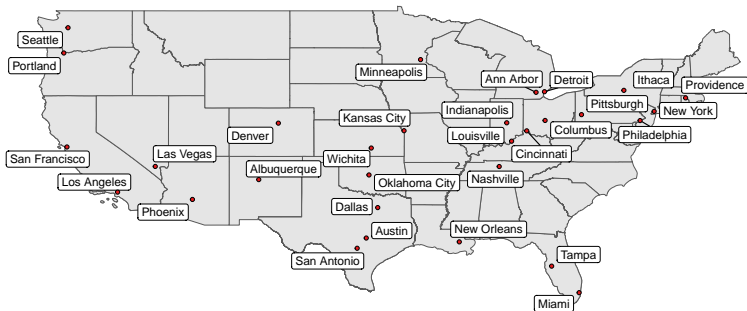 Seattle
Portland
Minneapolis
Ann Arbor
Detroit
Ithaca
Providence
Pittsburgh
New York
Indianapolis
Kansas City
Denver
Louisville
Columbus
Philadelphia
San Francisco
Las Vegas
Wichita
Cincinnati
Albuquerque
Nashville
Los Angeles
Oklahoma City
Phoenix
Dallas
Austin
New Orleans
San Antonio
Tampa
Miami